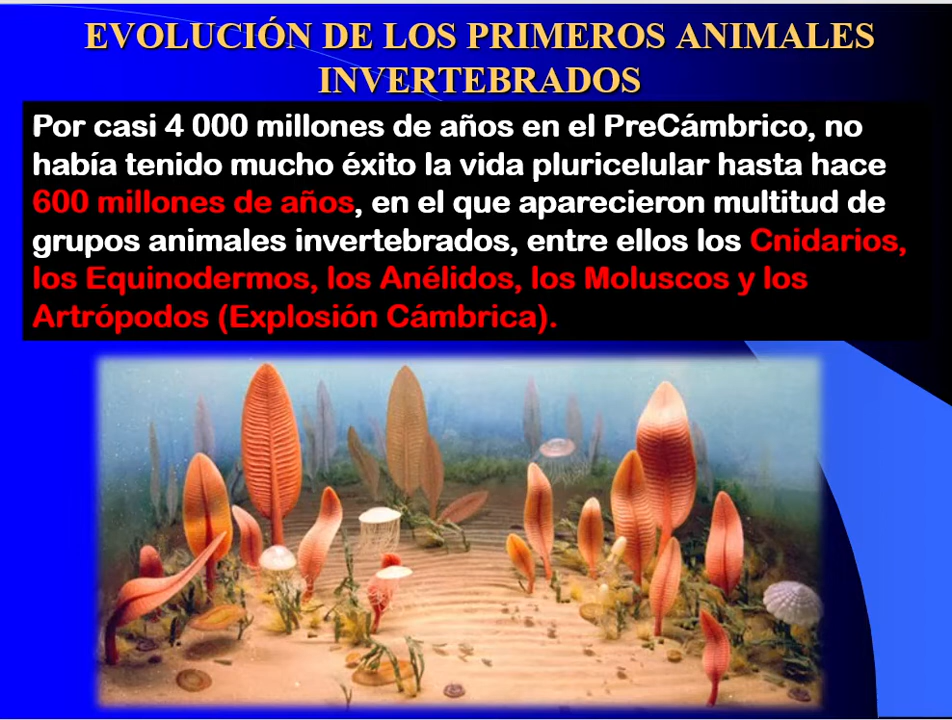 EVOLUCIÓN DE LOS PRIMEROS ANIMALES
INVERTEBRADOS
Por casi 4 000 millones de años en el PreCámbrico, no
había tenido mucho éxito la vida pluricelular hasta hace
600 millones de años, en el que aparecieron multitud de
grupos animales invertebrados, entre ellos los Cnidarios,
los Equinodermos, los Anélidos, los Moluscos y los
Artrópodos (Explosión Cámbrica).